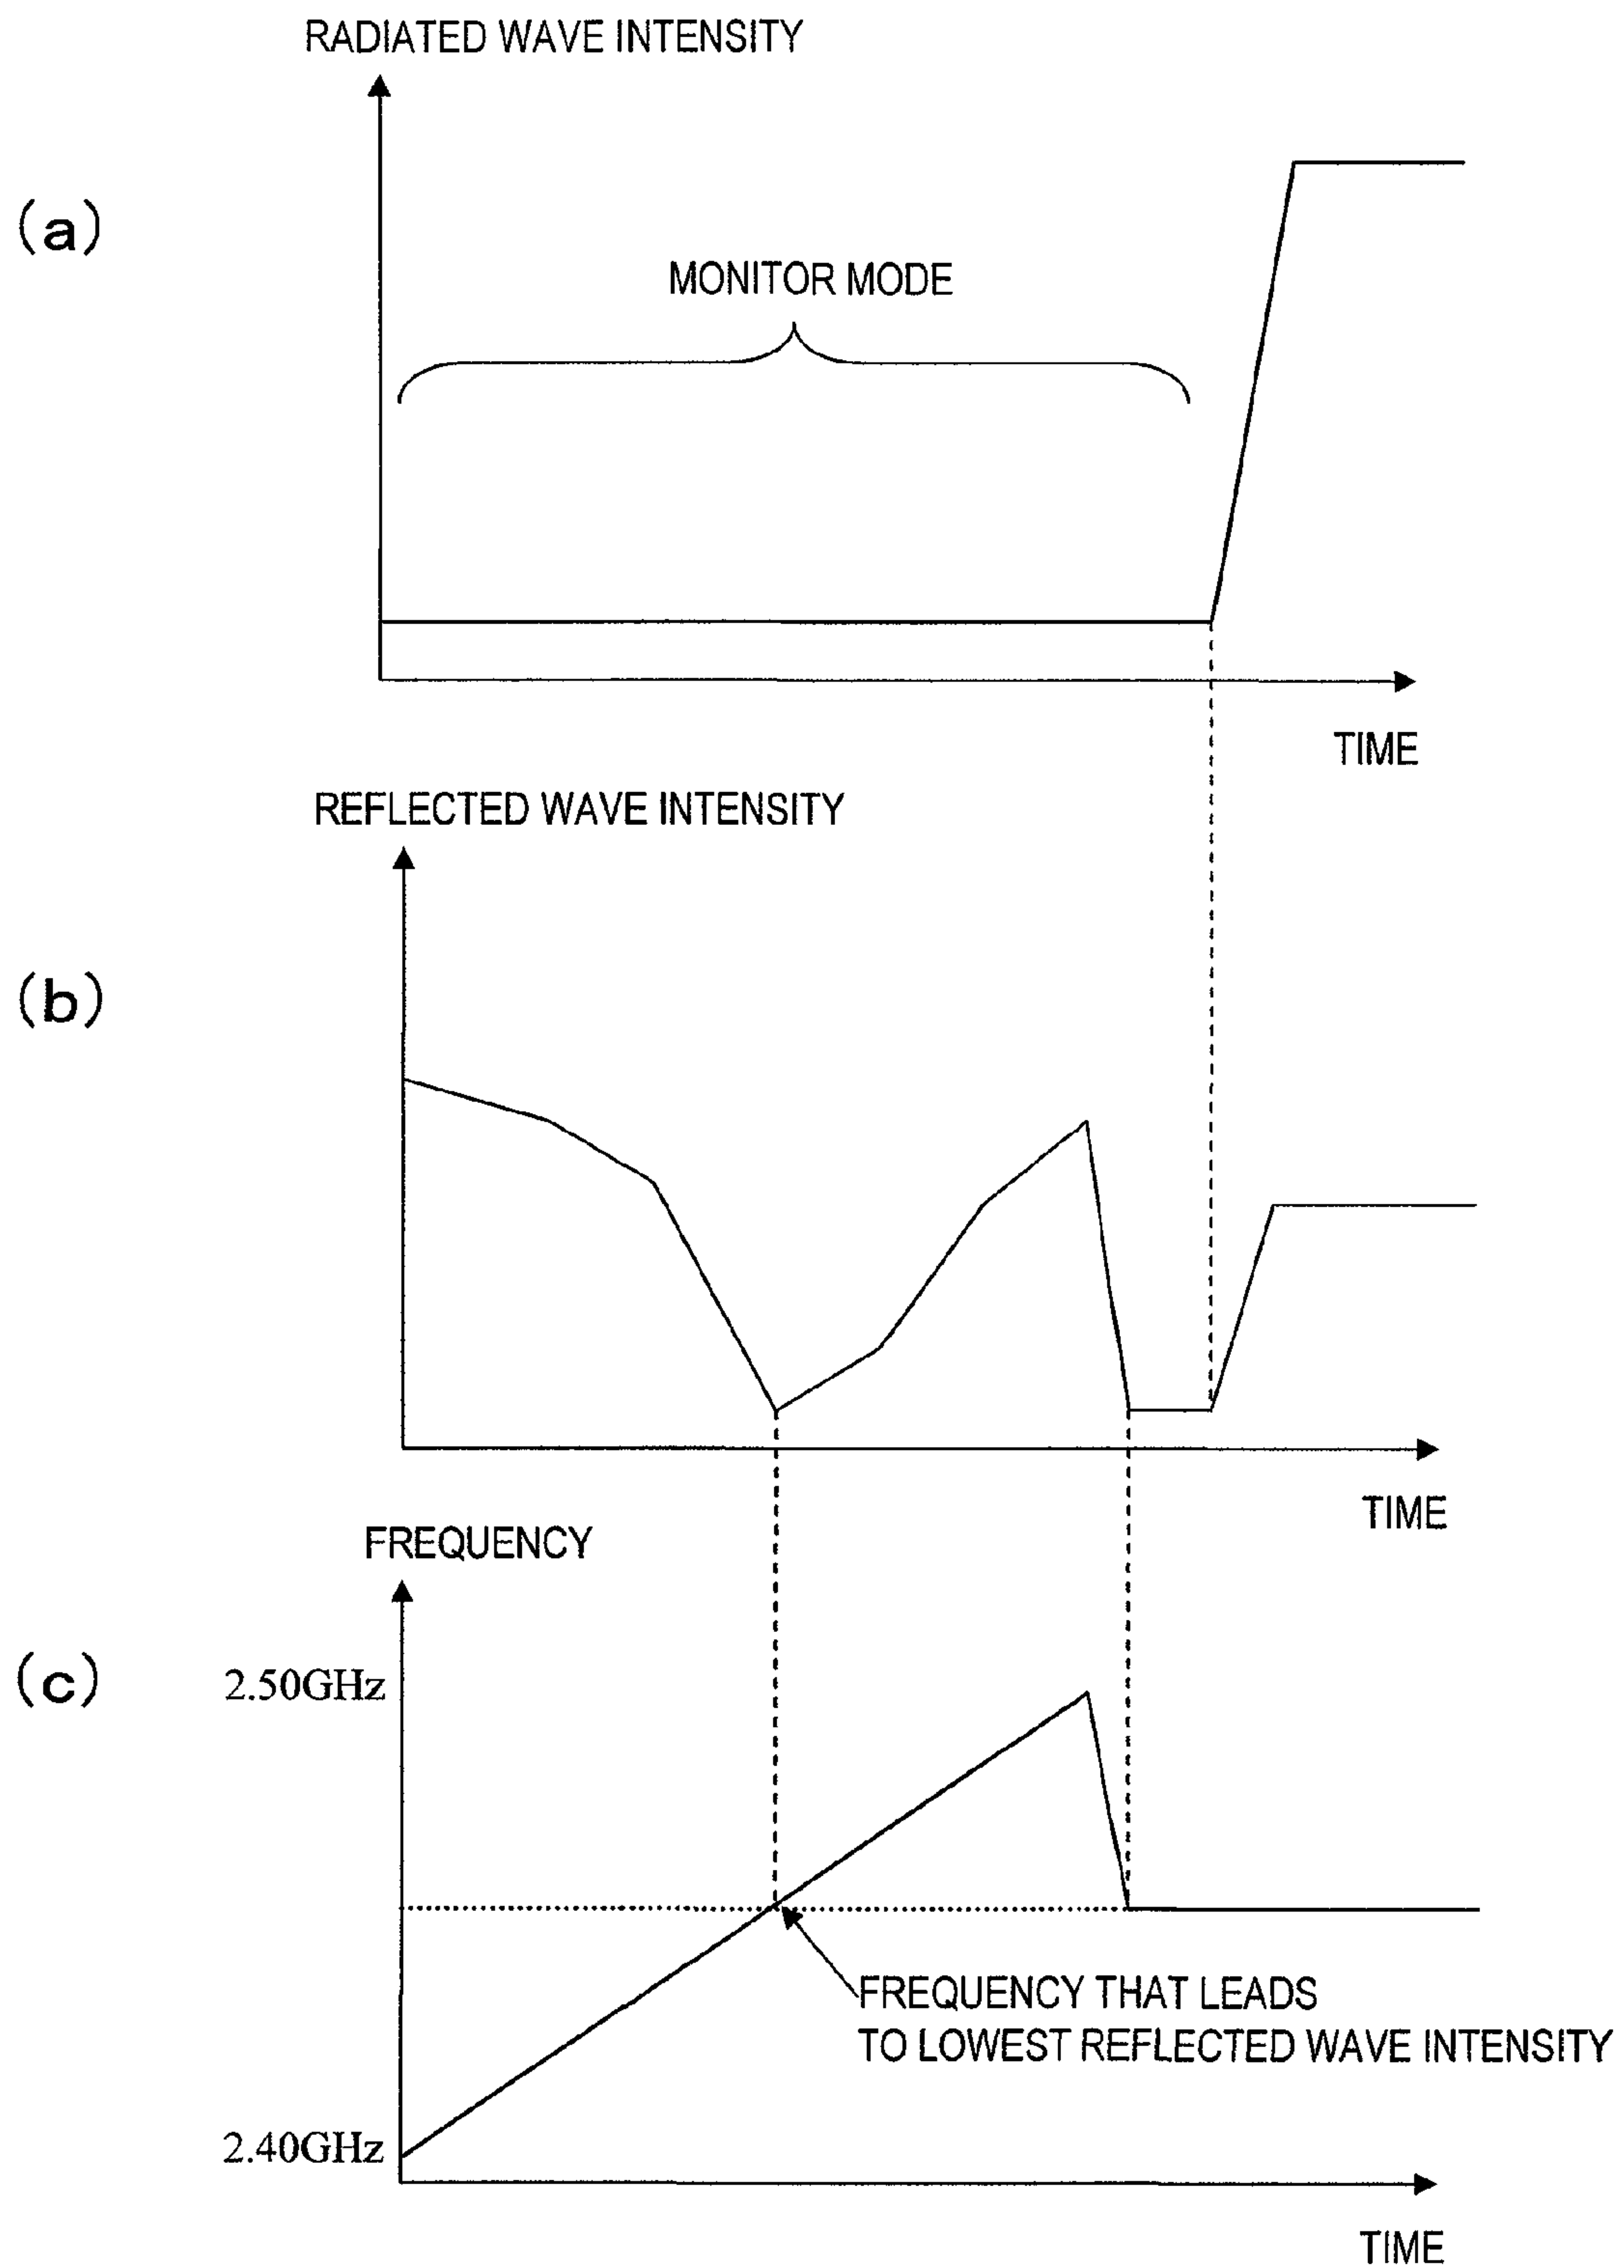 RADIATED WAVE INTENSITY
(a)
MONITOR MODE
TIME
REFLECTED WAVE INTENSITY
(b)
TIME
FREQUENCY
(c)
2.50GHz
FREQUENCY THAT LEADS
TO LOWEST REFLECTED WAVE INTENSITY
2.40GHz
TIME